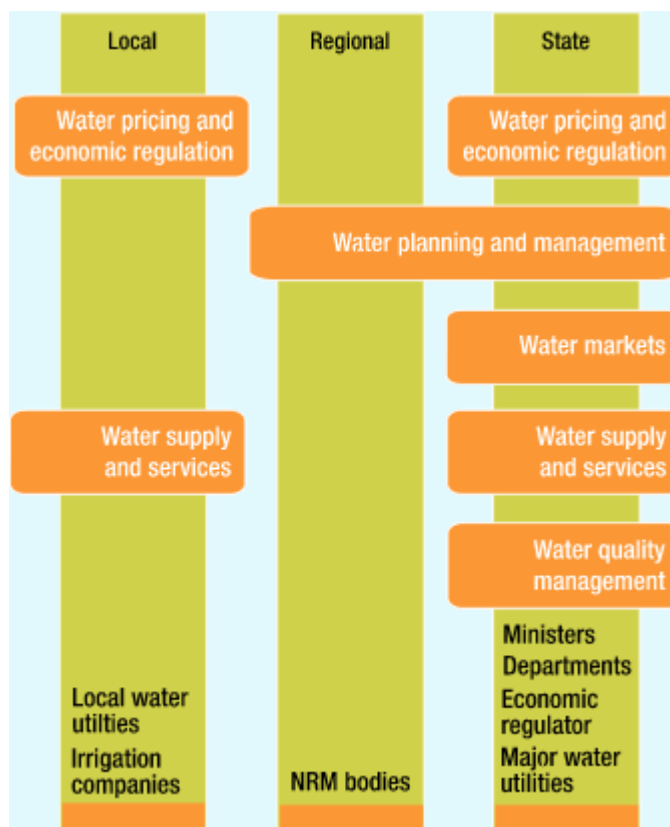 Local
Regional
State
Water pricing and
economic regulation
Water pricing and
economic regulation
Water planning and management
Water markets
Water supply
and services
Water supply
and services
Water quality
management
Local water
utilties
Irrigation
companies
NRM bodies
Ministers
Departments
Economic
regulator
Major water
utilities